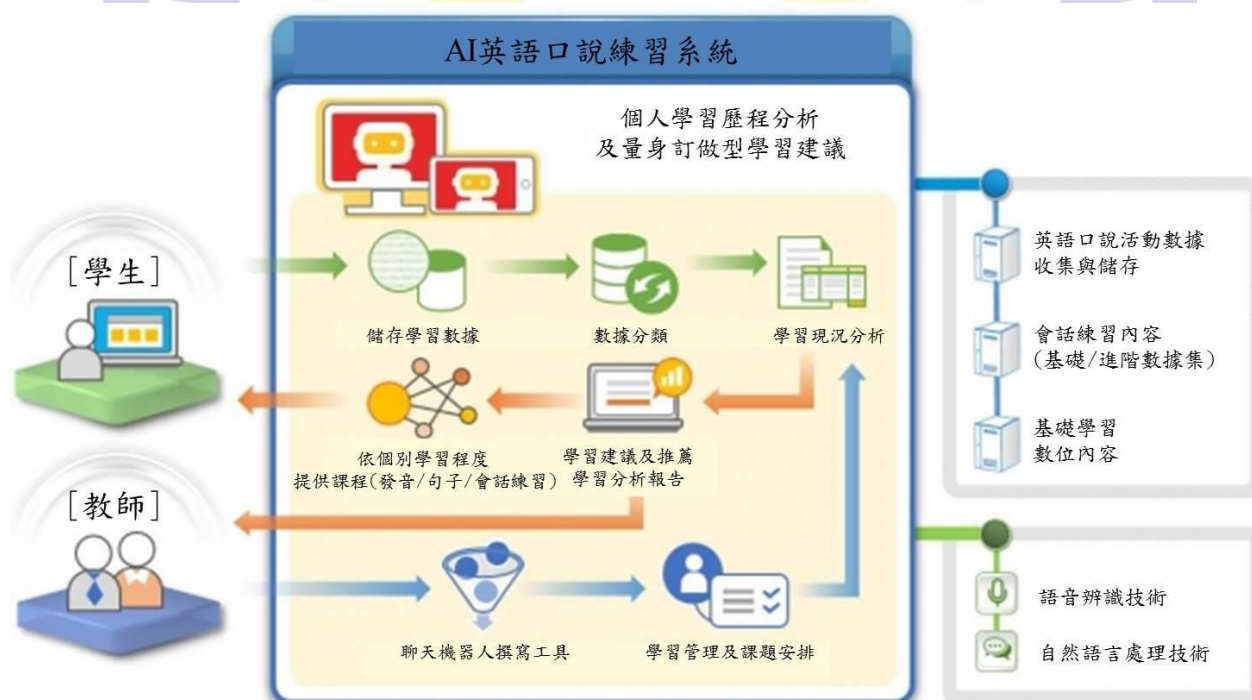 AI英語口說練習系統
個人學習歷程分析
及量身訂做型學習建議
[學生]
儲存學習數據
數據分類
學習現況分析
依個別學習程度
提供課程(發音/句子/會話練習)
學習建議及推薦
學習分析報告
[教師]
聊天機器人撰寫工具
學習管理及課題安排
英語口說活動數據
收集與儲存
會話練習內容
(基礎/進階數據集)
基礎學習
數位內容
語音辨識技術
自然語言處理技術